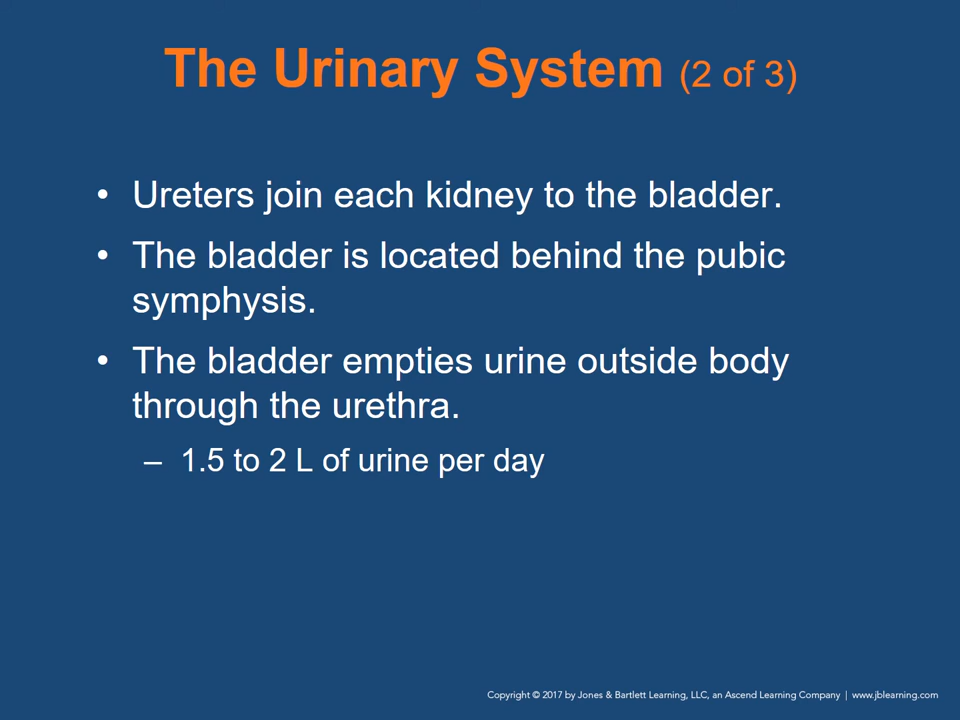 The Urinary System (2 of 3)
• Ureters join each kidney to the bladder.
• The bladder is located behind the pubic
symphysis.
• The bladder empties urine outside body
through the urethra.
– 1.5 to 2 L of urine per day
Copyright © 2017 by Jones & Bartlett Learning, LLC, an Ascend Learning Company | www.jblearning.com